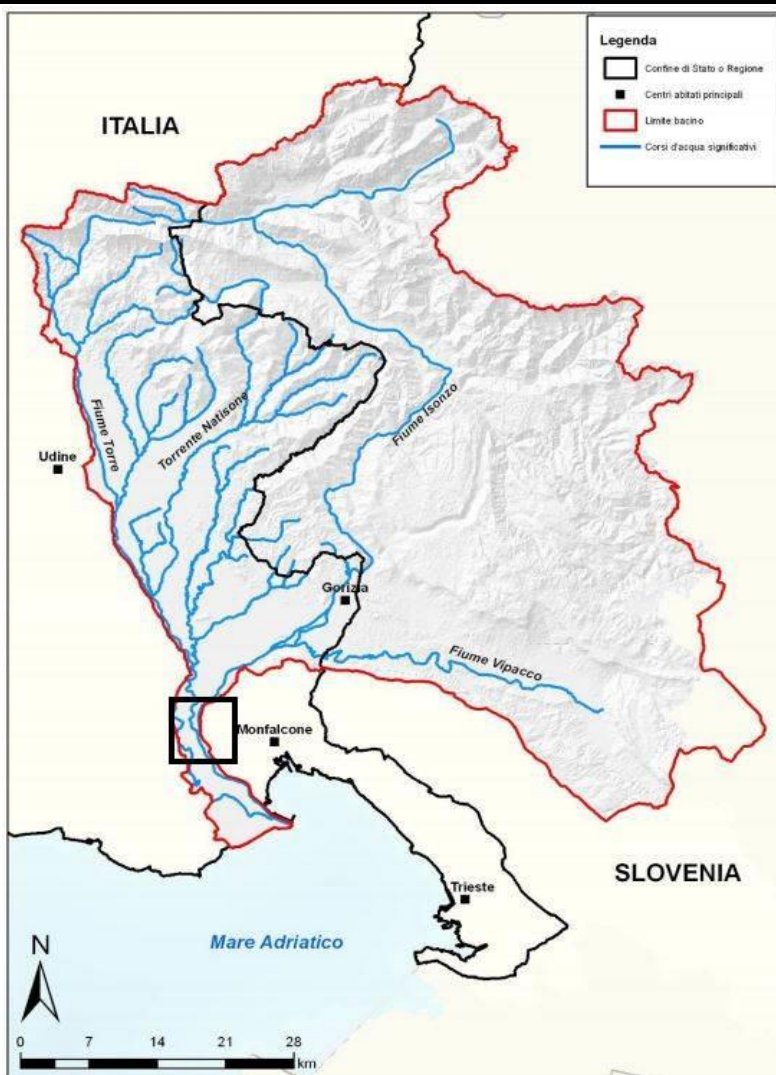 Legenda
Confine di Stato o Regione
Centri abitati principali
Limite bacino
Corsi d'acqua significativi
ITALIA
Fiume Torre
Torrente Natisone
Fiume Isonzo
Udine
Gorizia
Fiume Vipacco
Monfalcone
SLOVENIA
Trieste
Mare Adriatico
N
0 7 14 21 28
km